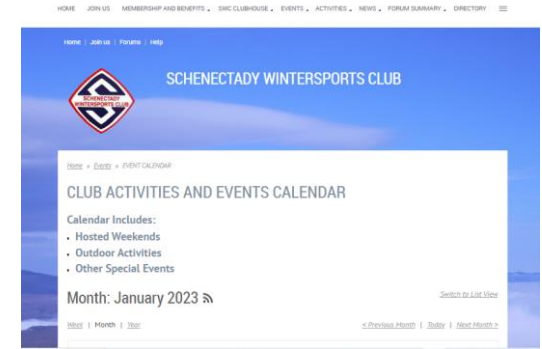 HOME JOIN US MEMBERSHIP AND BENEFITS SWC CLUBHOUSE EVENTS ACTIVITIES NEWS FORUM SUMMARY DIRECTORY
Home | Join us | Forums | Help
SCHENECTADY WINTERSPORTS CLUB
SCHENECTADY
WINTERSPORTS CLUB
Home » Events » EVENT CALENDAR
CLUB ACTIVITIES AND EVENTS CALENDAR
Calendar Includes:
• Hosted Weekends
• Outdoor Activities
• Other Special Events
Month: January 2023
Switch to List View
Week | Month | Year
< Previous Month | Today | Next Month >